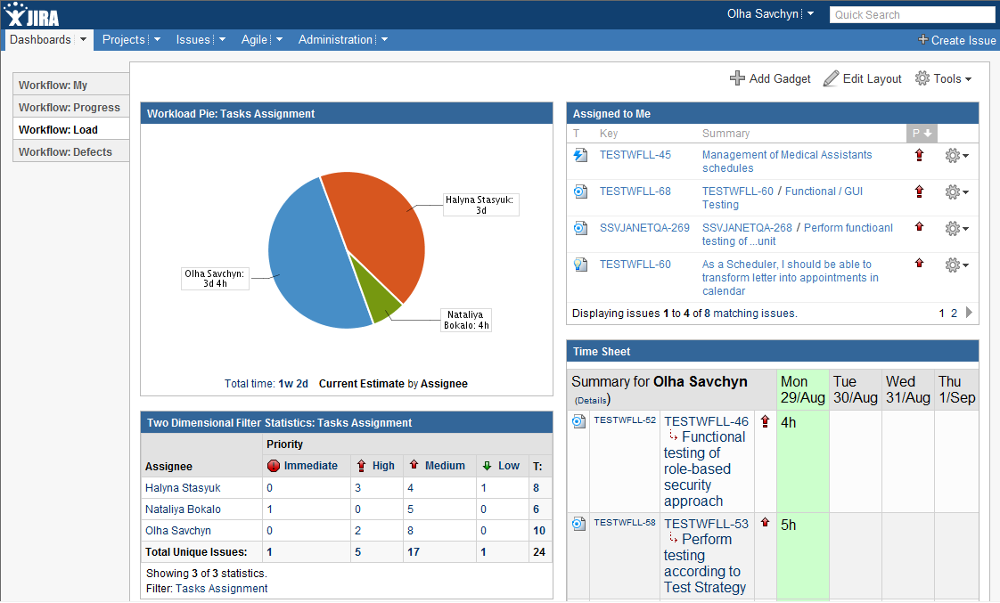 JIRA
Olha Savchyn
Quick Search
Dashboards
Projects
Issues
Agile
Administration
Create Issue
Workflow: My
Workflow: Progress
Workflow: Load
Workflow: Defects
Add Gadget
Edit Layout
Tools
Workload Pie: Tasks Assignment
Halyna Stasyuk:
3d
Olha Savchyn:
3d 4h
Nataliya
Bokalo: 4h
Total time: 1w 2d Current Estimate by Assignee
Two Dimensional Filter Statistics: Tasks Assignment
Priority
Assignee Immediate High Medium Low T:
Halyna Stasyuk 0 3 4 1 8
Nataliya Bokalo 1 0 5 0 6
Olha Savchyn 0 2 8 0 10
Total Unique Issues: 1 5 17 1 24
Showing 3 of 3 statistics.
Filter: Tasks Assignment
Assigned to Me
T Key Summary P
TESTWFLL-45 Management of Medical Assistants
schedules
TESTWFLL-68 TESTWFLL-60 / Functional / GUI
Testing
SSVJANETQA-269 SSVJANETQA-268 / Perform functioanl
testing of ...unit
TESTWFLL-60 As a Scheduler, I should be able to
transform letter into appointments in
calendar
Displaying issues 1 to 4 of 8 matching issues.
1 2
Time Sheet
Summary for Olha Savchyn
(Details)
Mon
29/Aug
Tue
30/Aug
Wed
31/Aug
Thu
1/Sep
TESTWFLL-52 TESTWFLL-46 4h
Functional
testing of
role-based
security
approach
TESTWFLL-58 TESTWFLL-53 5h
Perform
testing
according to
Test Strategy